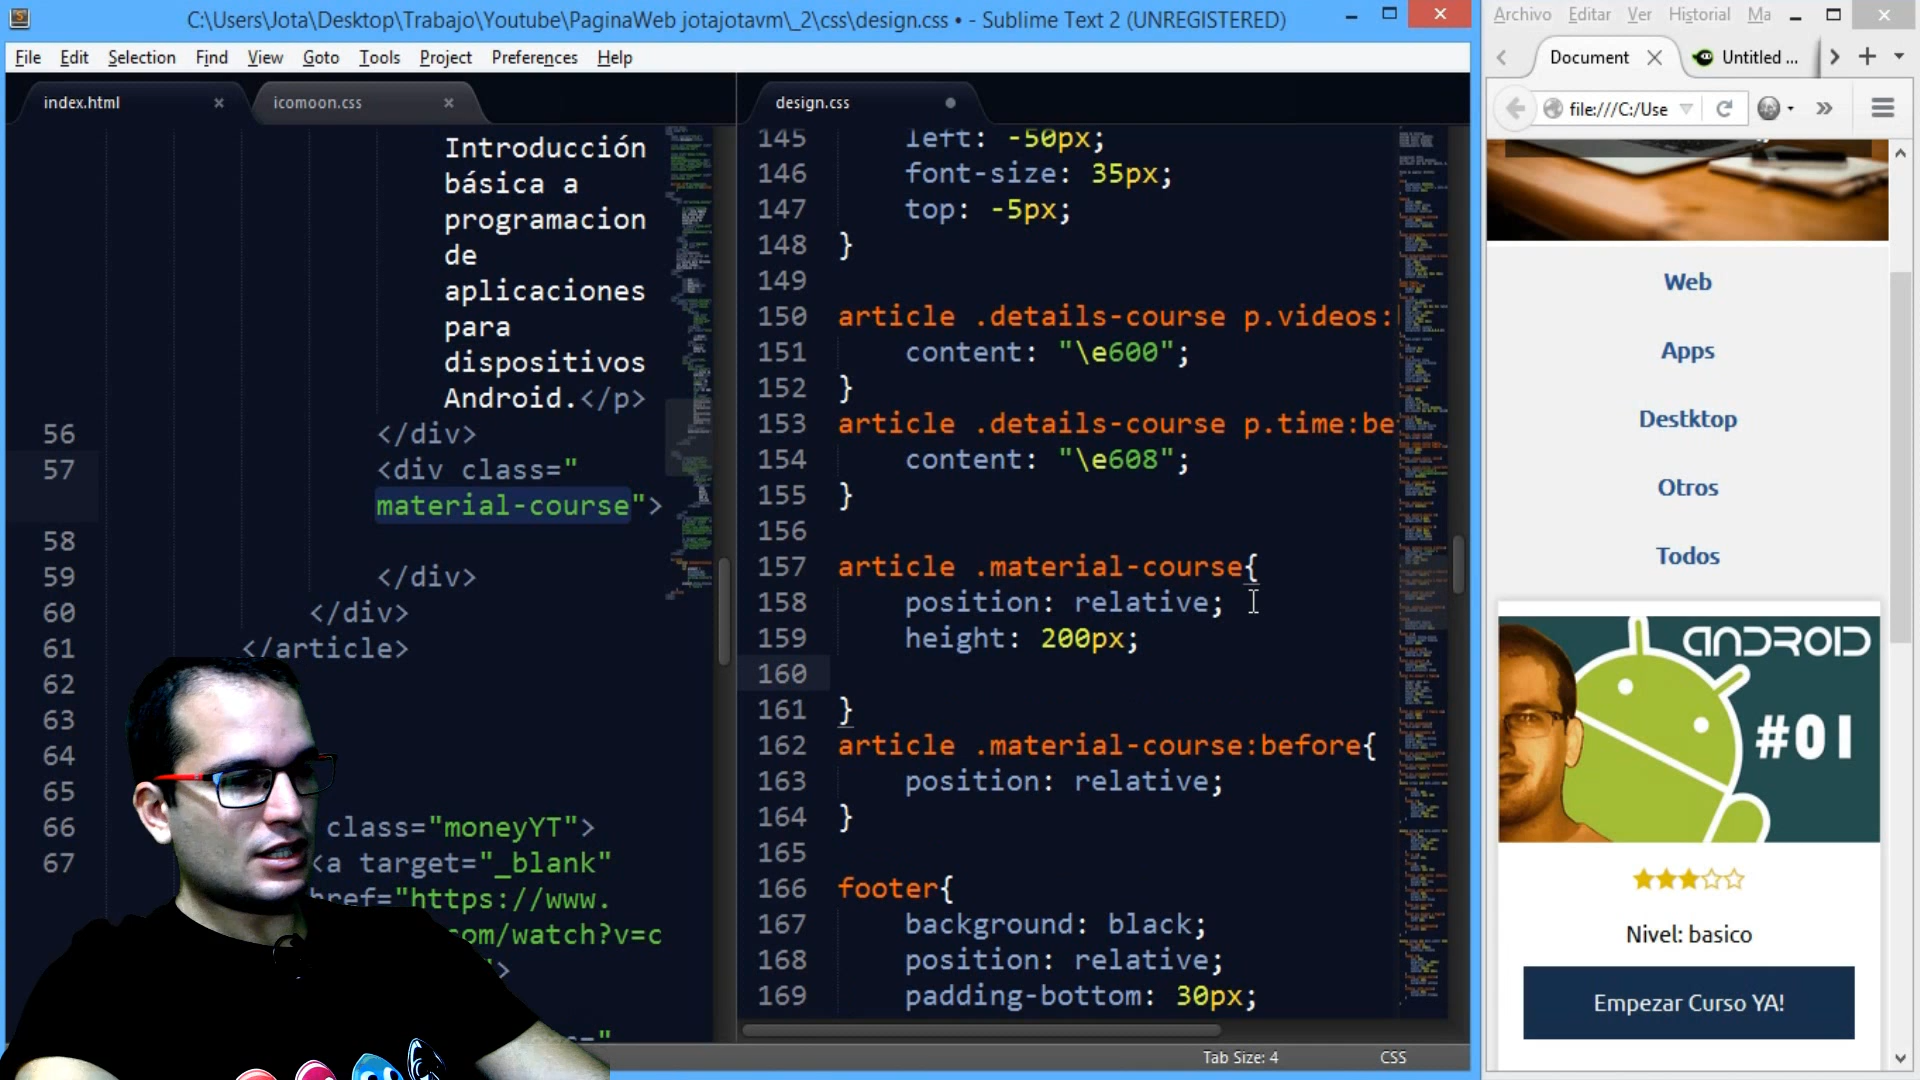 C:\Users\Jota\Desktop\Trabajo\Youtube\PaginaWeb jotajotavm\_2\css\design.css • - Sublime Text 2 (UNREGISTERED)
File Edit Selection Find View Goto Tools Project Preferences Help
index.html
icomoon.css
Introducción
básica a
programacion
de
aplicaciones
para
dispositivos
Android.</p>
56 </div>
57 <div class="
material-course">
58
59 </div>
60 </div>
61 </article>
62
63
64
65
66 class="moneyYT">
67 <a target="_blank"
href="https://www.
com/watch?v=c
>
="
design.css
145 left: -50px;
146 font-size: 35px;
147 top: -5px;
148 }
149
150 article .details-course p.videos:
151 content: "\e600";
152 }
153 article .details-course p.time:be
154 content: "\e608";
155 }
156
157 article .material-course{
158 position: relative;
159 height: 200px;
160
161 }
162 article .material-course:before{
163 position: relative;
164 }
165
166 footer{
167 background: black;
168 position: relative;
169 padding-bottom: 30px;
Tab Size: 4 CSS
Archivo Editar Ver Historial Ma
Document
Untitled ...
file:///C:/Use
Web
Apps
Destktop
Otros
Todos
ANDROID
#01
Nivel: basico
Empezar Curso YA!